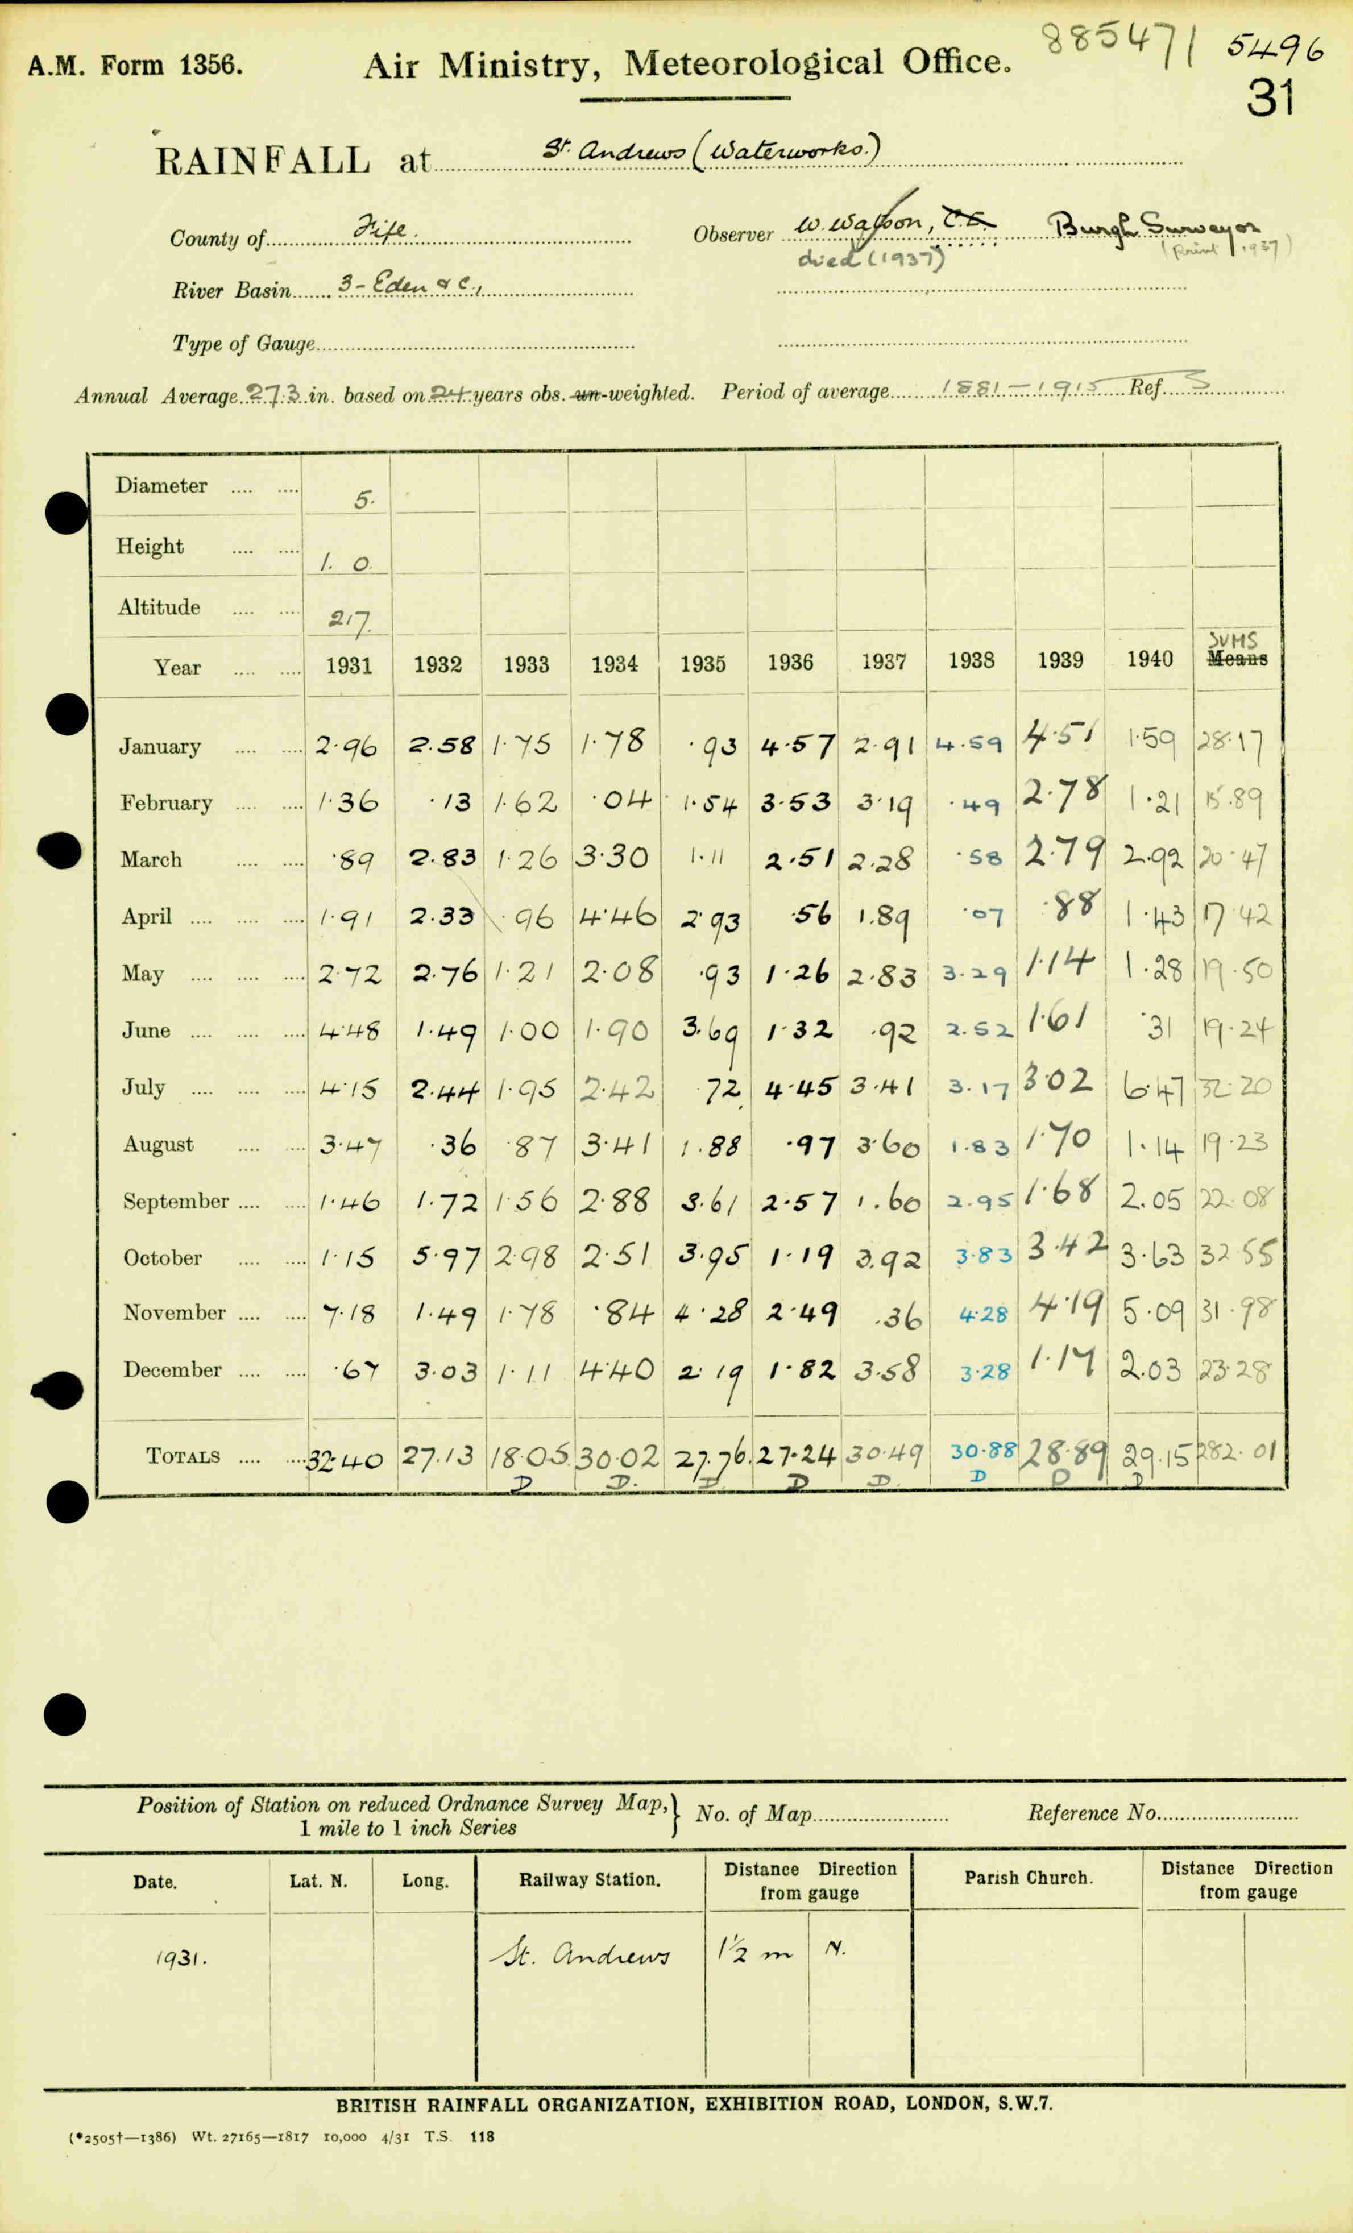 A.M. Form 1356.
Air Ministry, Meteorological Office.
885471 5496
31
RAINFALL at St. Andrews (Waterworks.)
County of Fife. Observer W. Watson, C.E. Burgh Surveyor
died (1937) 1937)
River Basin 3 - Eden & C.,
Type of Gauge
Annual Average 27.3 in. based on 24 years obs. un-weighted. Period of average 1881-1915 Ref. S
Diameter .... .... 5.
Height .... .... 1. 0
Altitude .... .... 217.
SUMS
Year .... .... 1931 1932 1933 1934 1935 1936 1937 1938 1939 1940 Means
January .... .... 2.96 2.58 1.75 1.78 .93 4.57 2.91 4.59 4.51 1.59 28.17
February .... .... 1.36 .13 1.62 .04 1.54 3.53 3.19 .49 2.78 1.21 15.89
March .... .... .89 2.83 1.26 3.30 1.11 2.51 2.28 .58 2.79 2.92 20.47
April .... .... .... 1.91 2.33 .96 4.46 2.93 .56 1.89 .07 .88 1.43 17.42
May .... .... .... 2.72 2.76 1.21 2.08 .93 1.26 2.83 3.29 1.14 1.28 19.50
June .... .... .... 4.48 1.49 1.00 1.90 3.69 1.32 .92 2.52 1.61 .31 19.24
July .... .... .... 4.15 2.44 1.95 2.42 .72 4.45 3.41 3.17 3.02 6.47 32.20
August .... .... 3.47 .36 .87 3.41 1.88 .97 3.60 1.83 1.70 1.14 19.23
September .... .... 1.46 1.72 1.56 2.88 3.61 2.57 1.60 2.95 1.68 2.05 22.08
October .... .... 1.15 5.97 2.98 2.51 3.95 1.19 3.92 3.83 3.42 3.63 32.55
November .... .... 7.18 1.49 1.78 .84 4.28 2.49 .36 4.28 4.19 5.09 31.98
December .... .... .67 3.03 1.11 4.40 2.19 1.82 3.58 3.28 1.17 2.03 23.28
TOTALS .... .... 32.40 27.13 18.05 30.02 27.76 27.24 30.49 30.88 28.89 29.15 282.01
D D. D. D D. D D D
Position of Station on reduced Ordnance Survey Map,} No. of Map Reference No.
1 mile to 1 inch Series
Date. Lat. N. Long. Railway Station. Distance Direction from gauge Parish Church. Distance Direction from gauge
1931. St. Andrews 1½ m N.
BRITISH RAINFALL ORGANIZATION, EXHIBITION ROAD, LONDON, S.W.7.
(*2505†—1386) Wt. 27165—1817 10,000 4/31 T.S. 118